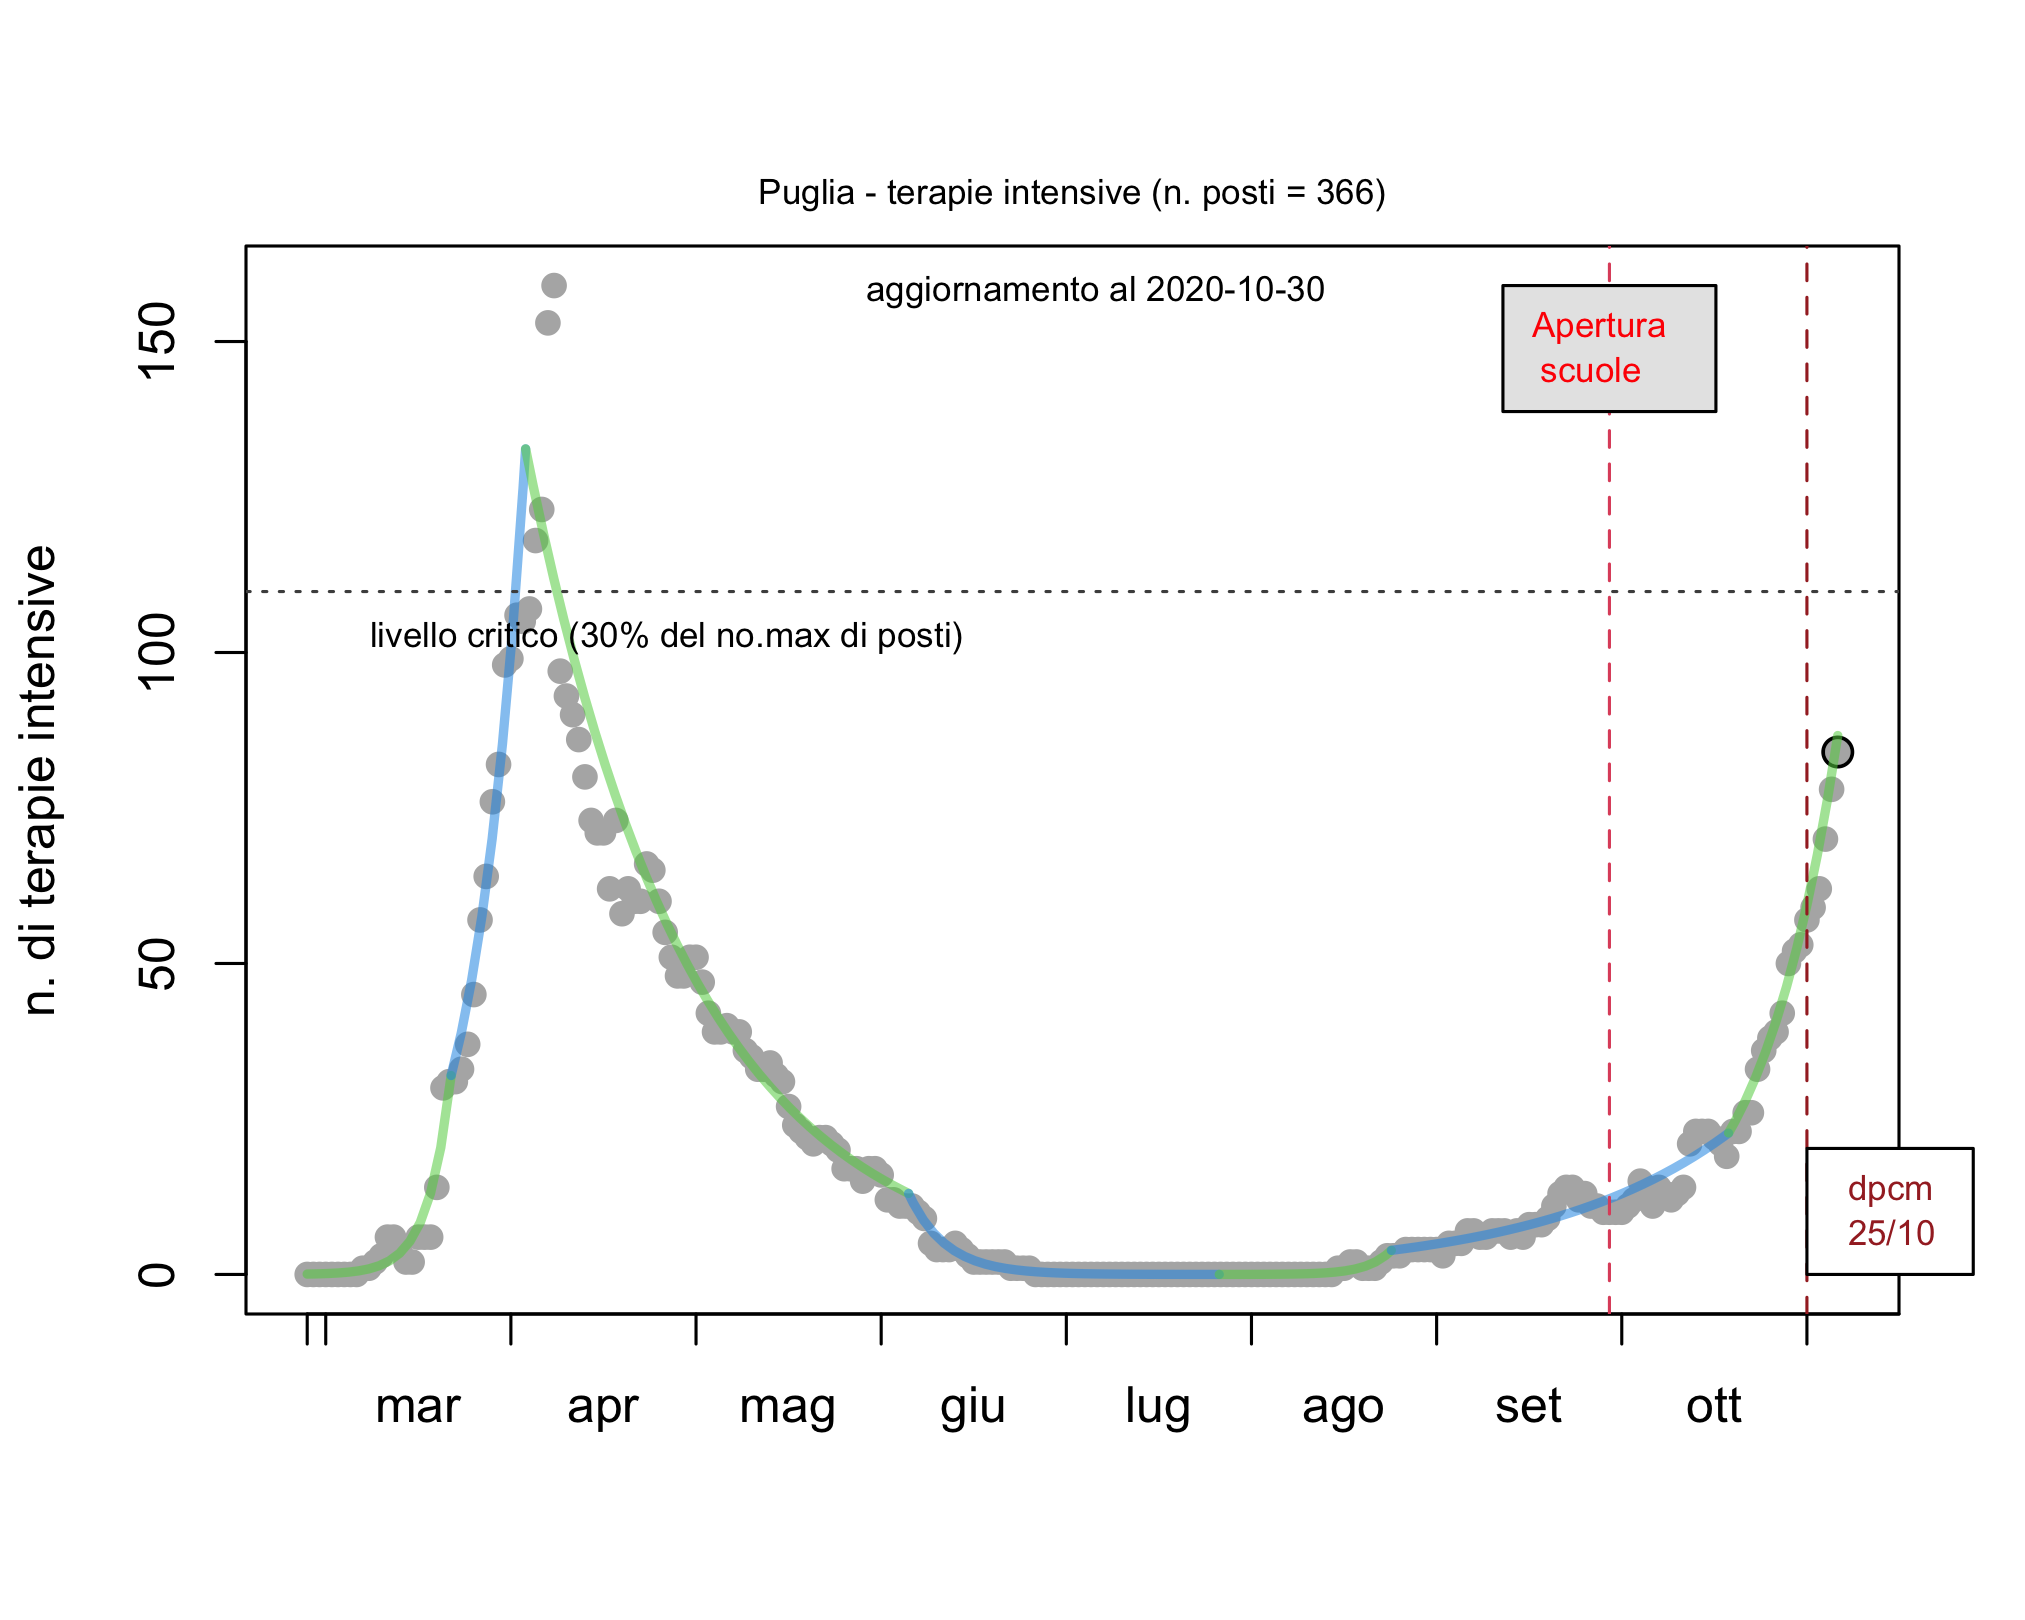 Puglia - terapie intensive (n. posti = 366)
aggiornamento al 2020-10-30
Apertura
scuole
livello critico (30% del no.max di posti)
dpcm
25/10
n. di terapie intensive
150
100
50
0
mar apr mag giu lug ago set ott